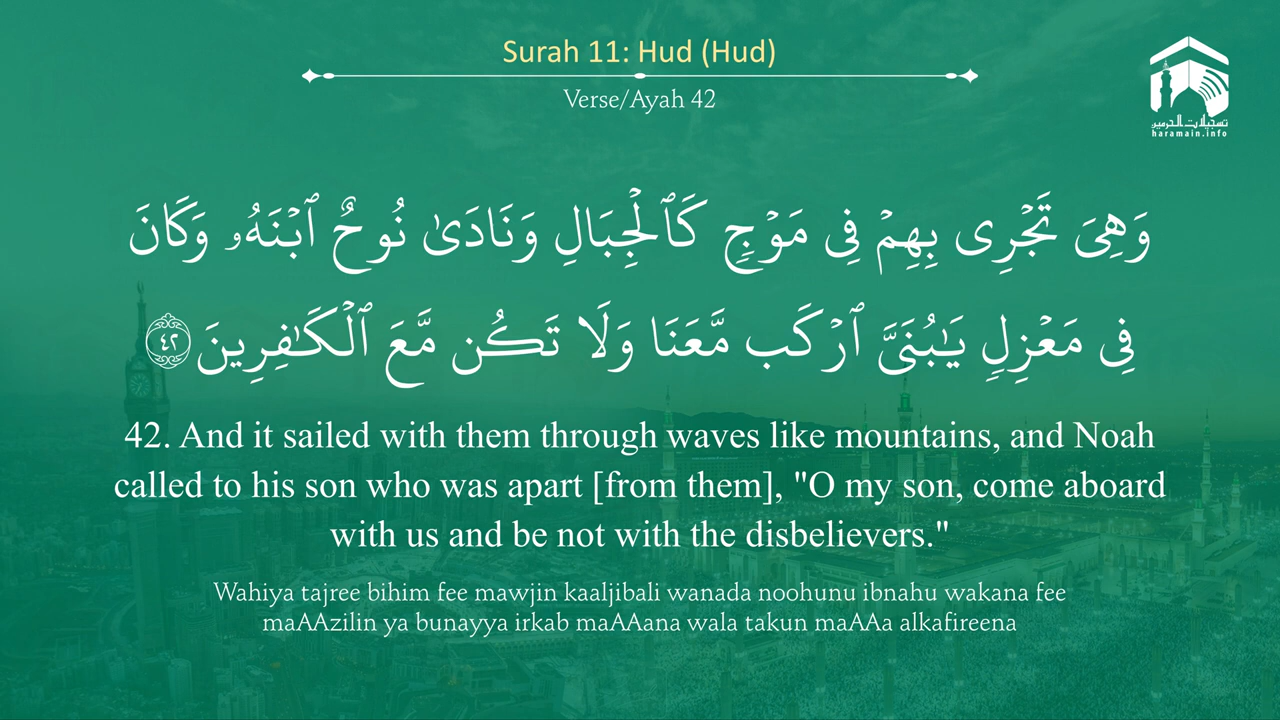 Surah 11: Hud (Hud)
Verse/Ayah 42
تسجيلات الحرمين
haramain.info
وَهِىَ تَجْرِى بِهِمْ فِى مَوْجٍ كَٱلْجِبَالِ وَنَادَىٰ نُوحٌ ٱبْنَهُۥ وَكَانَ
فِى مَعْزِلٍ يَـٰبُنَىَّ ٱرْكَب مَّعَنَا وَلَا تَكُن مَّعَ ٱلْكَـٰفِرِينَ ٤٢
42. And it sailed with them through waves like mountains, and Noah
called to his son who was apart [from them], "O my son, come aboard
with us and be not with the disbelievers."
Wahiya tajree bihim fee mawjin kaaljibali wanada noohunu ibnahu wakana fee
maAAzilin ya bunayya irkab maAAana wala takun maAAa alkafireena